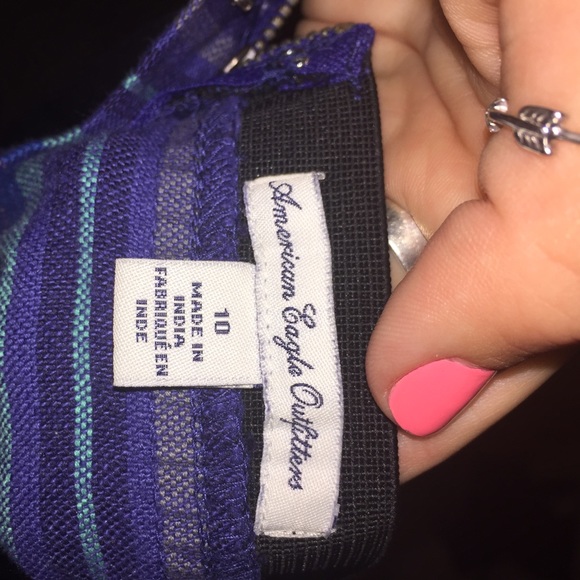 American Eagle Outfitters
10
MADE IN
INDIA
FABRIQUÉ EN
INDE